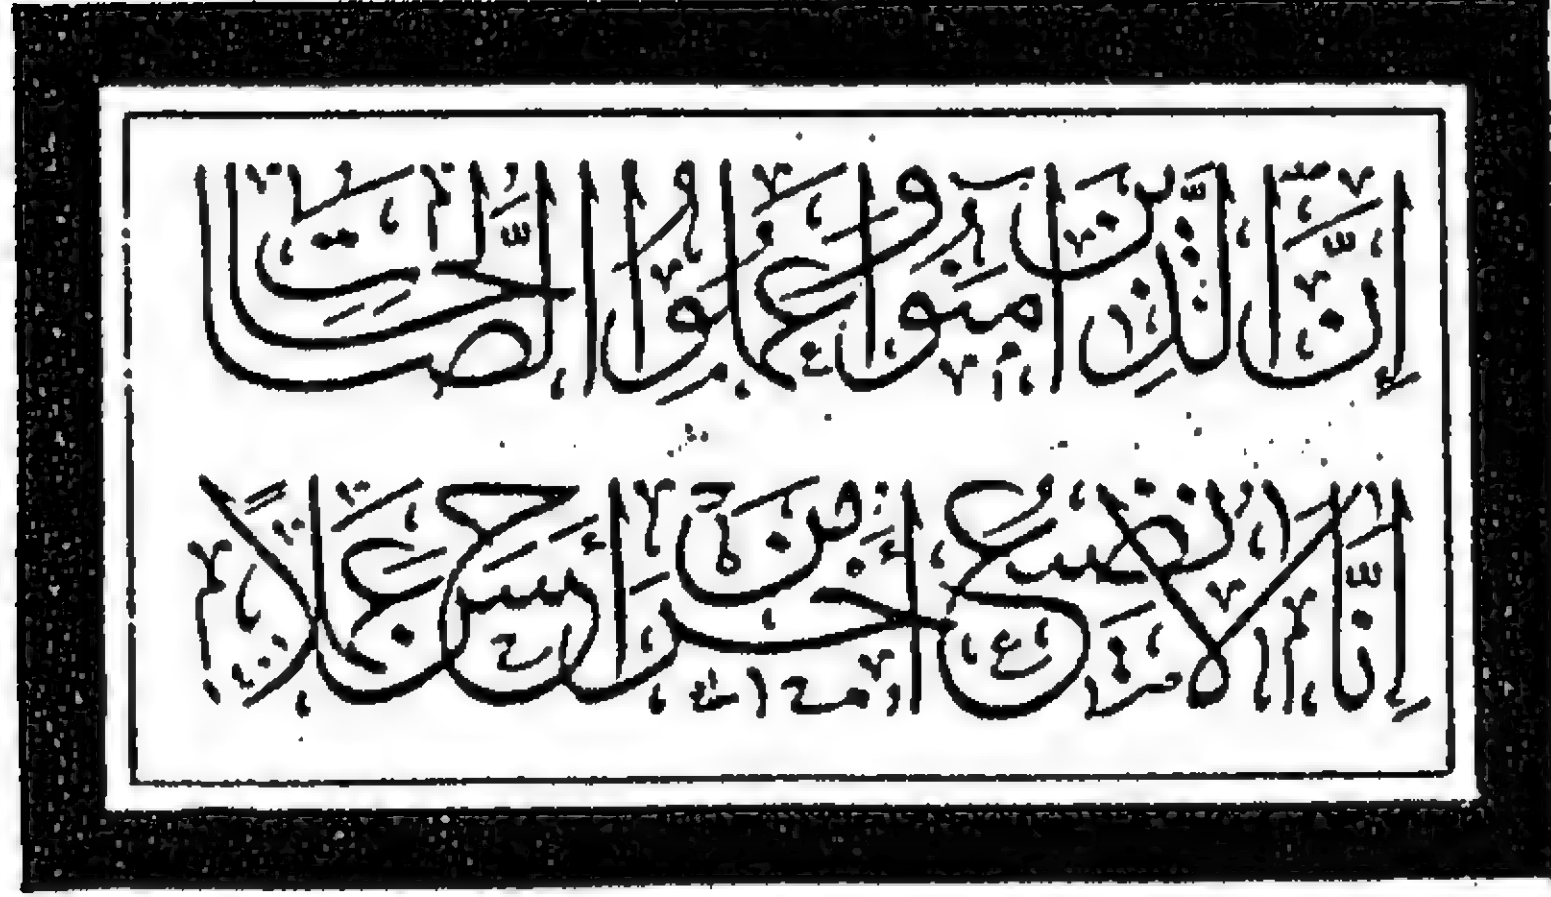 إِنَّ الَّذِينَ آمَنُوا وَعَمِلُوا الصَّالِحَاتِ
إِنَّا لَا نُضِيعُ أَجْرَ مَنْ أَحْسَنَ عَمَلًا